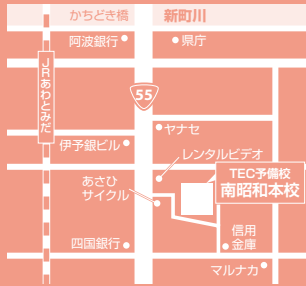 かちどき橋
新町川
阿波銀行
県庁
JRあわとみだ
55
ヤナセ
伊予銀ビル
レンタルビデオ
TEC予備校
南昭和本校
あさひ
サイクル
信用
金庫
四国銀行
マルナカ